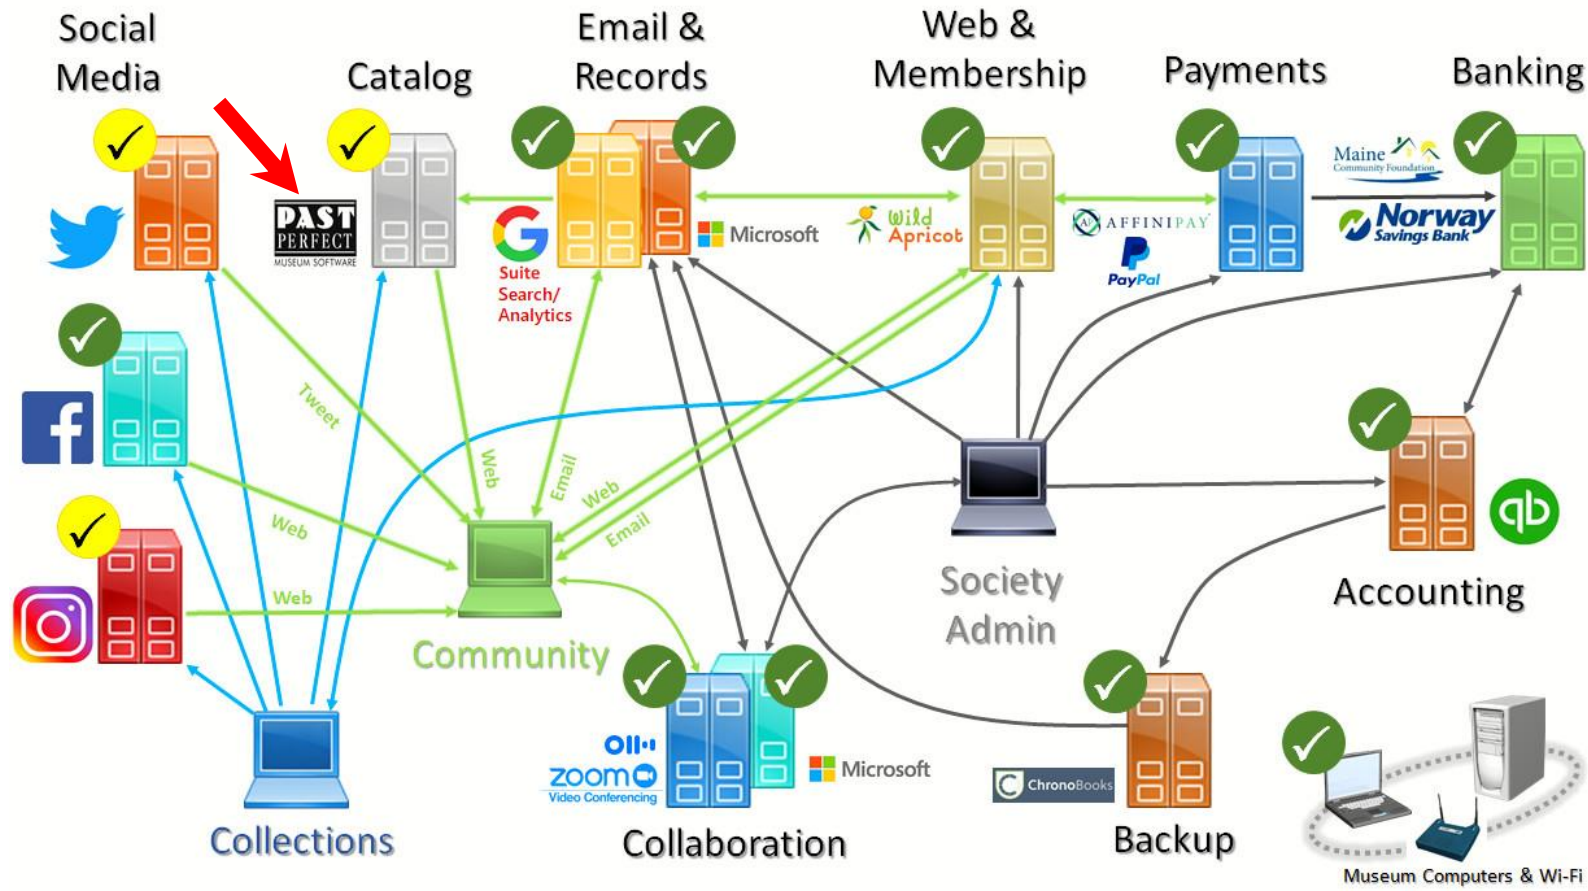 Social
Media
Catalog
Email &
Records
Web &
Membership
Payments
Banking
PAST
PERFECT
MUSEUM SOFTWARE
G
Suite
Search/
Analytics
Microsoft
Wild
Apricot
AP
AFFINIPAY
PayPal
Maine
Community Foundation
Norway
Savings Bank
Tweet
Web
Email
Web
Email
Web
Web
f
qb
Society
Admin
Accounting
Community
Collections
zoom
Video Conferencing
Microsoft
Collaboration
C ChronoBooks
Backup
Museum Computers & Wi-Fi